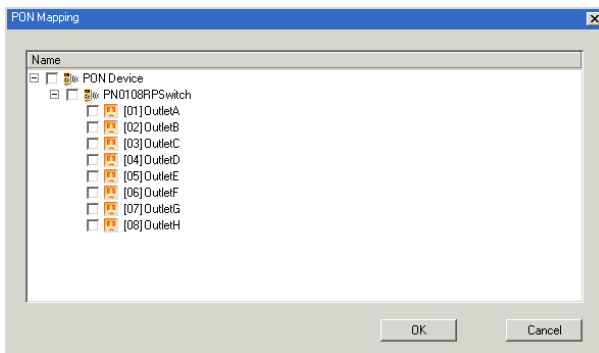 PON Mapping
Name
PON Device
PN0108RPSwitch
[01]OutletA
[02]OutletB
[03]OutletC
[04]OutletD
[05]OutletE
[06]OutletF
[07]OutletG
[08]OutletH
OK Cancel